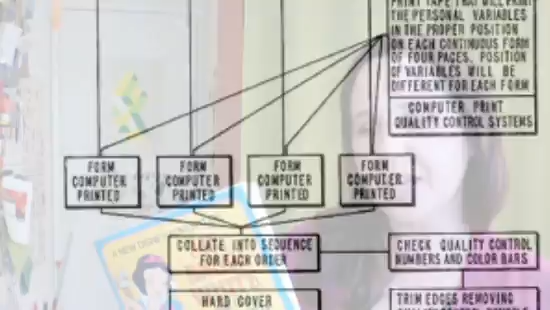 PRINT TAPE THAT WILL PRINT
THE PERSONAL VARIABLES
IN THE PROPER POSITION
ON EACH CONTINUOUS FORM
OF FOUR PAGES. POSITION
OF VARIABLES WILL BE
DIFFERENT FOR EACH FORM
COMPUTER PRINT
QUALITY CONTROL SYSTEMS
FORM
COMPUTER
PRINTED
FORM
COMPUTER
PRINTED
FORM
COMPUTER
PRINTED
FORM
COMPUTER
PRINTED
COLLATE INTO SEQUENCE
FOR EACH ORDER
CHECK QUALITY CONTROL
NUMBERS AND COLOR BARS
A NEW
HARD COVER
TRIM EDGES REMOVING